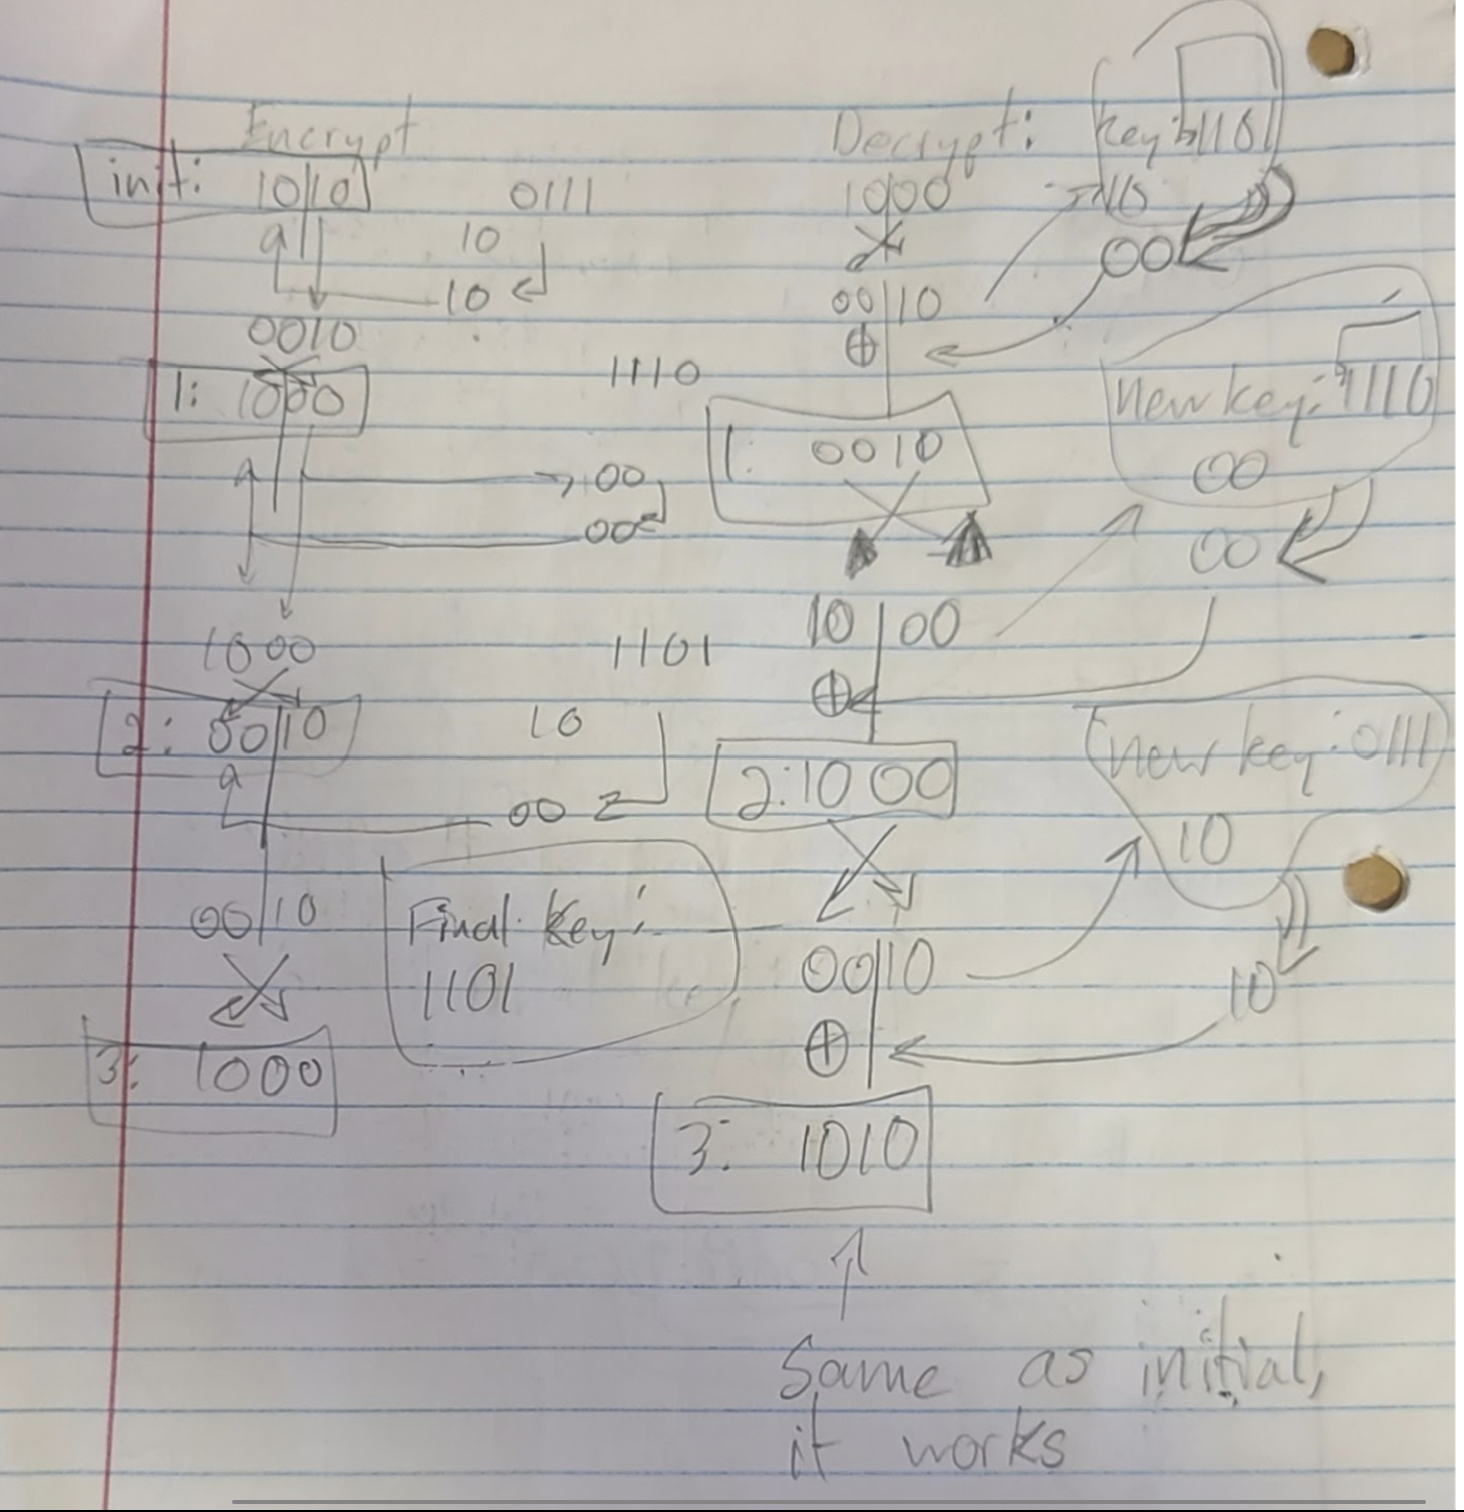 Encrypt
init: 10|10 0111
a 10
10
0010
1: 1000 1110
a 00
00
1000 1101
2: 00|10 10
a
00
00|10
Final Key:
1101
3: 1000
Decrypt: key: 1101
1000 10
00
00|10
⊕
new key: 1110
1. 0010 00
00
10|00
⊕
new key: 0111
2: 1000
10
00|10
10
⊕
3: 1010
Same as initial,
it works